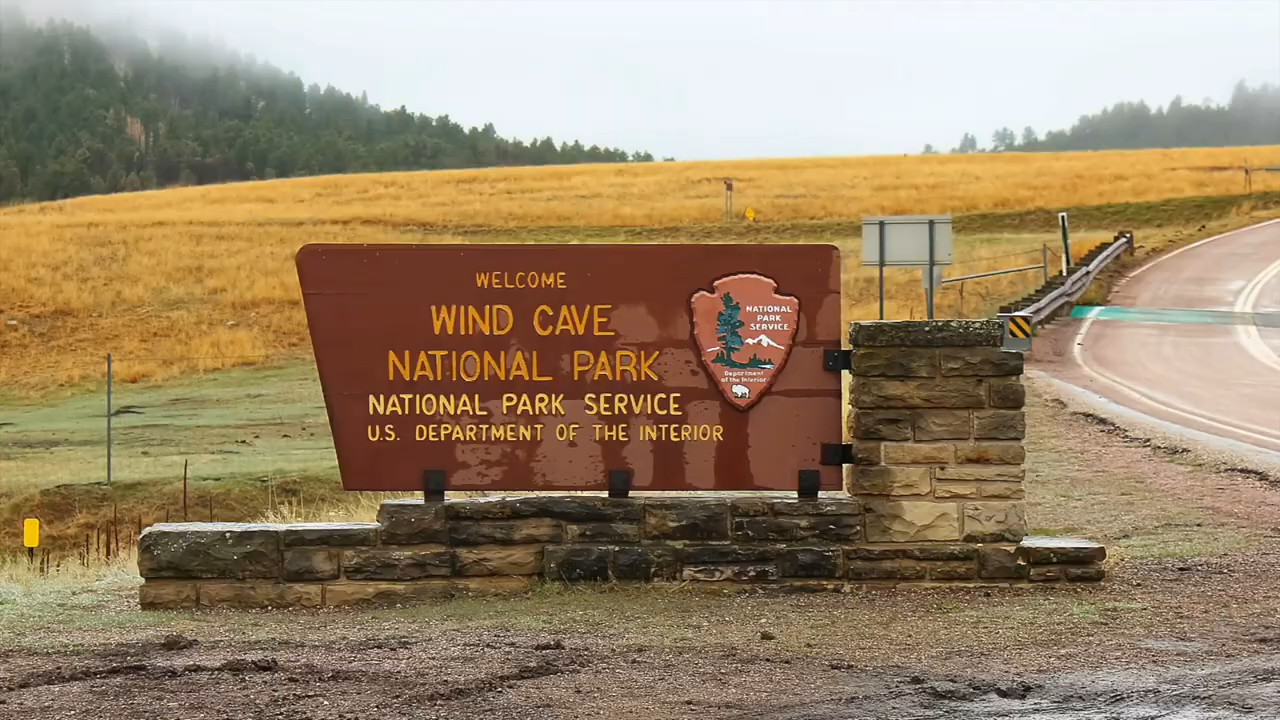 WELCOME
WIND CAVE
NATIONAL PARK
NATIONAL PARK SERVICE
U.S. DEPARTMENT OF THE INTERIOR
NATIONAL
PARK
SERVICE
Department
of the Interior